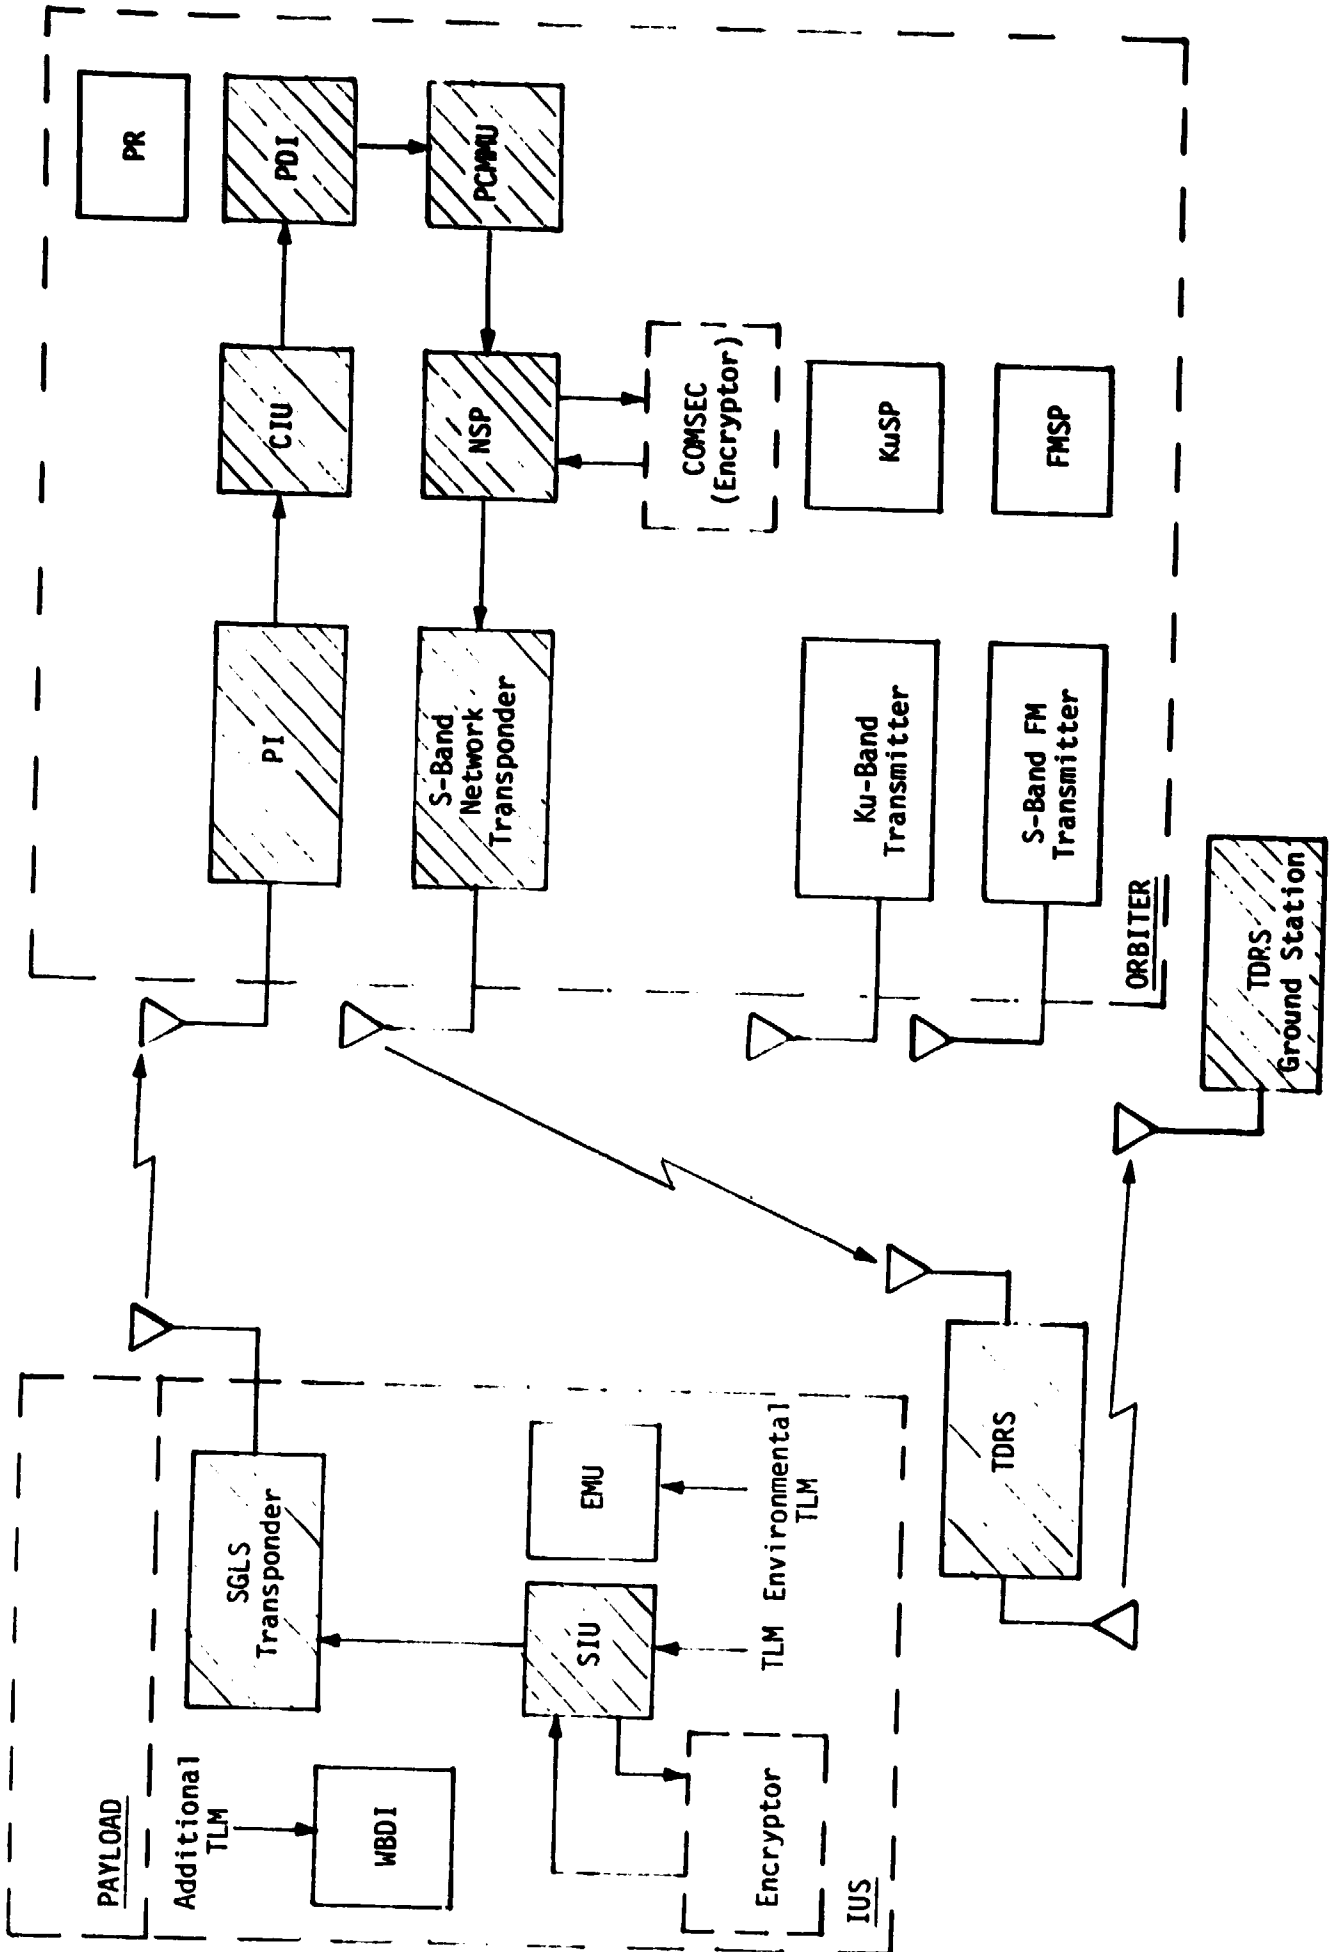 PAYLOAD
Additional
TLM
WBDI
SGLS
Transponder
SIU
EMU
Encryptor
TLM
Environmental
TLM
IUS
TDRS
TDRS
Ground Station
PI
CIU
PDI
PR
S-Band
Network
Transponder
NSP
PCMMU
COMSEC
(Encryptor)
Ku-Band
Transmitter
KuSP
S-Band FM
Transmitter
FMSP
ORBITER